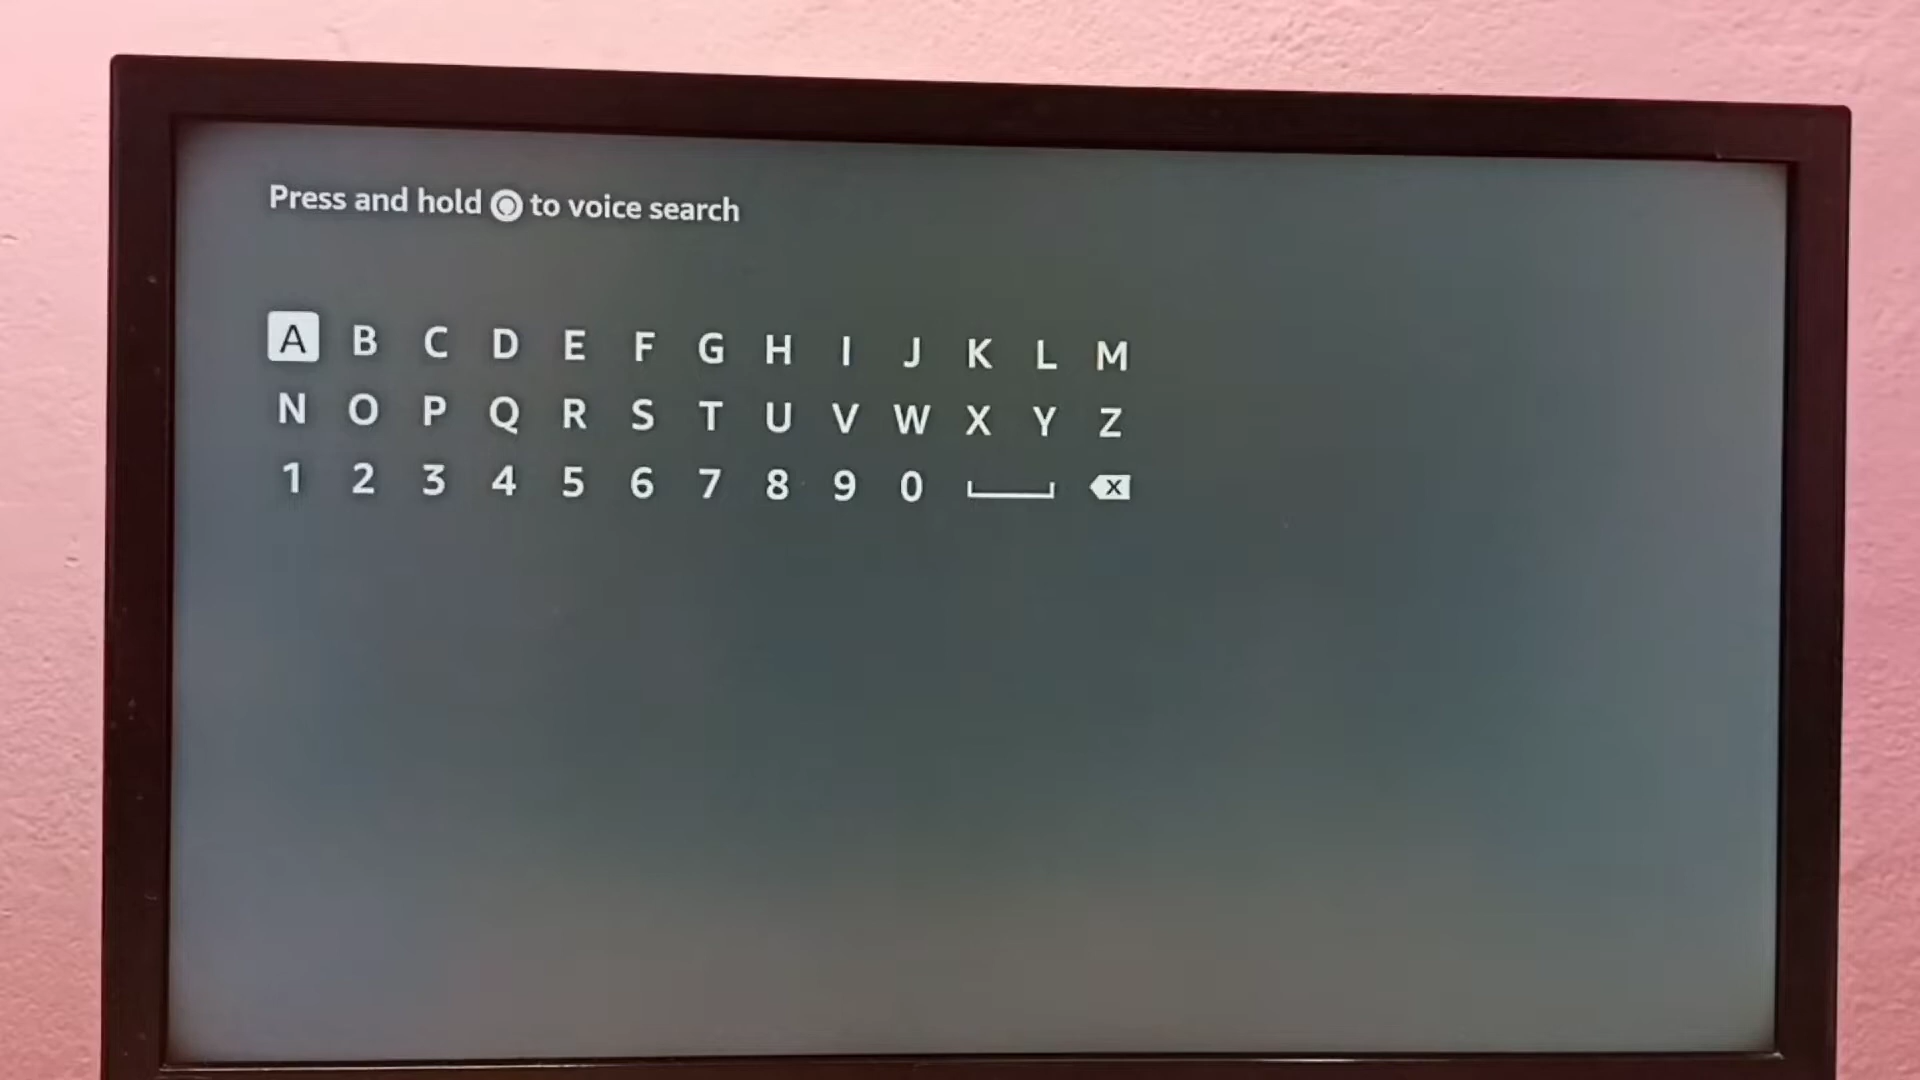 Press and hold to voice search
A B C D E F G H I J K L M
N O P Q R S T U V W X Y Z
1 2 3 4 5 6 7 8 9 0